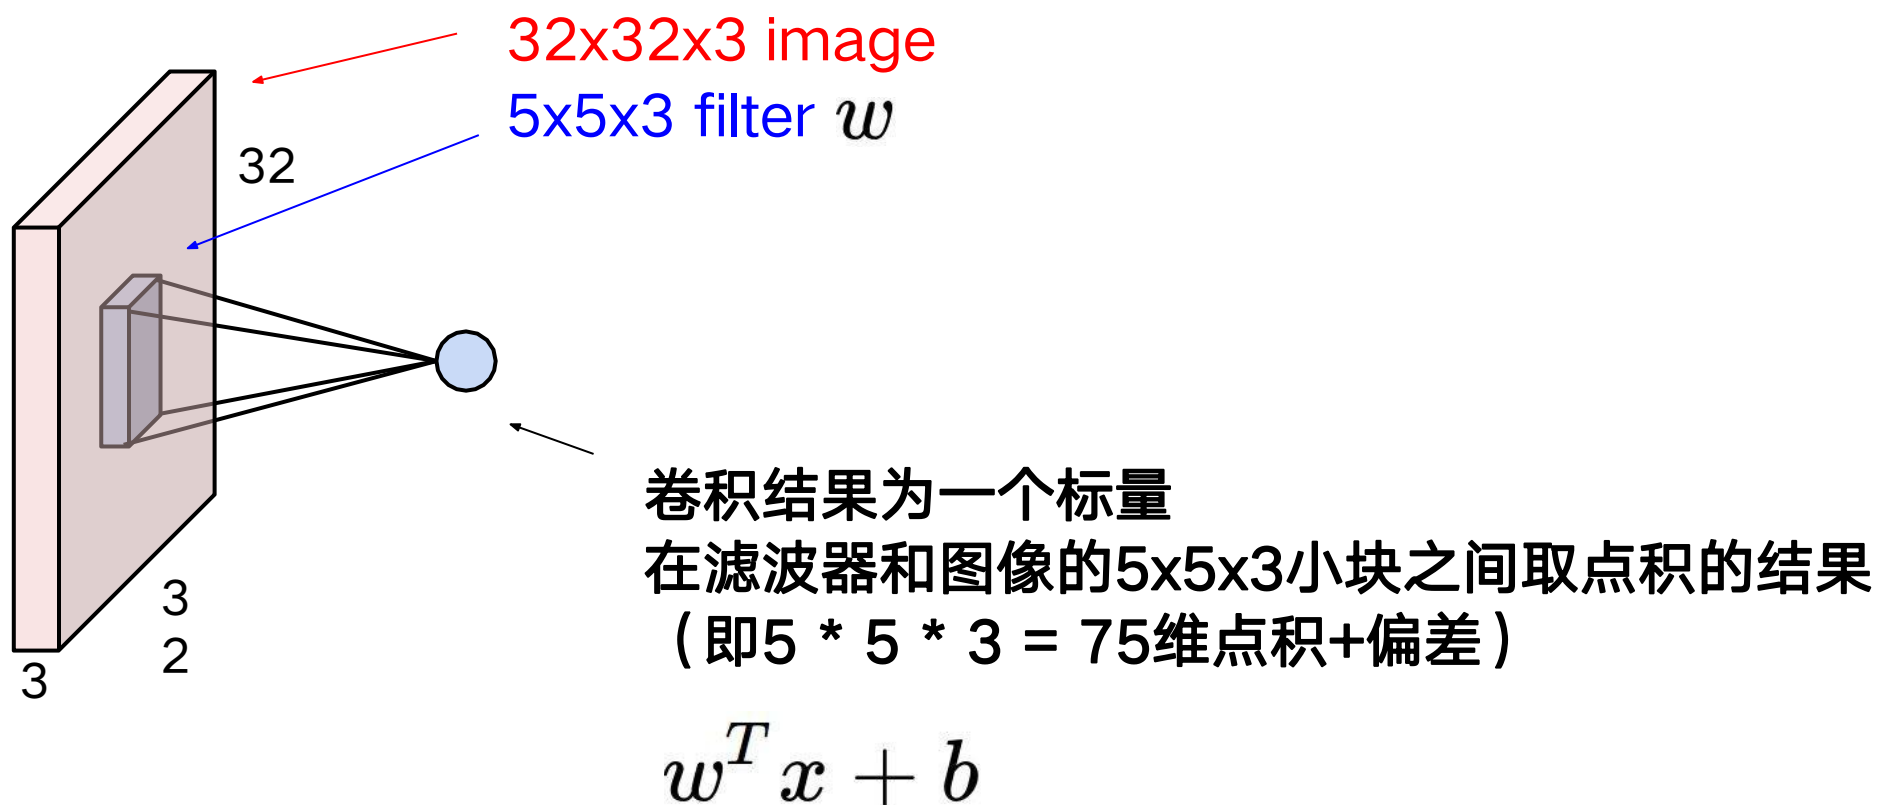 32x32x3 image
5x5x3 filter w
32
卷积结果为一个标量
在滤波器和图像的5x5x3小块之间取点积的结果
（即5 * 5 * 3 = 75维点积+偏差）
3
2
3
w^T x + b